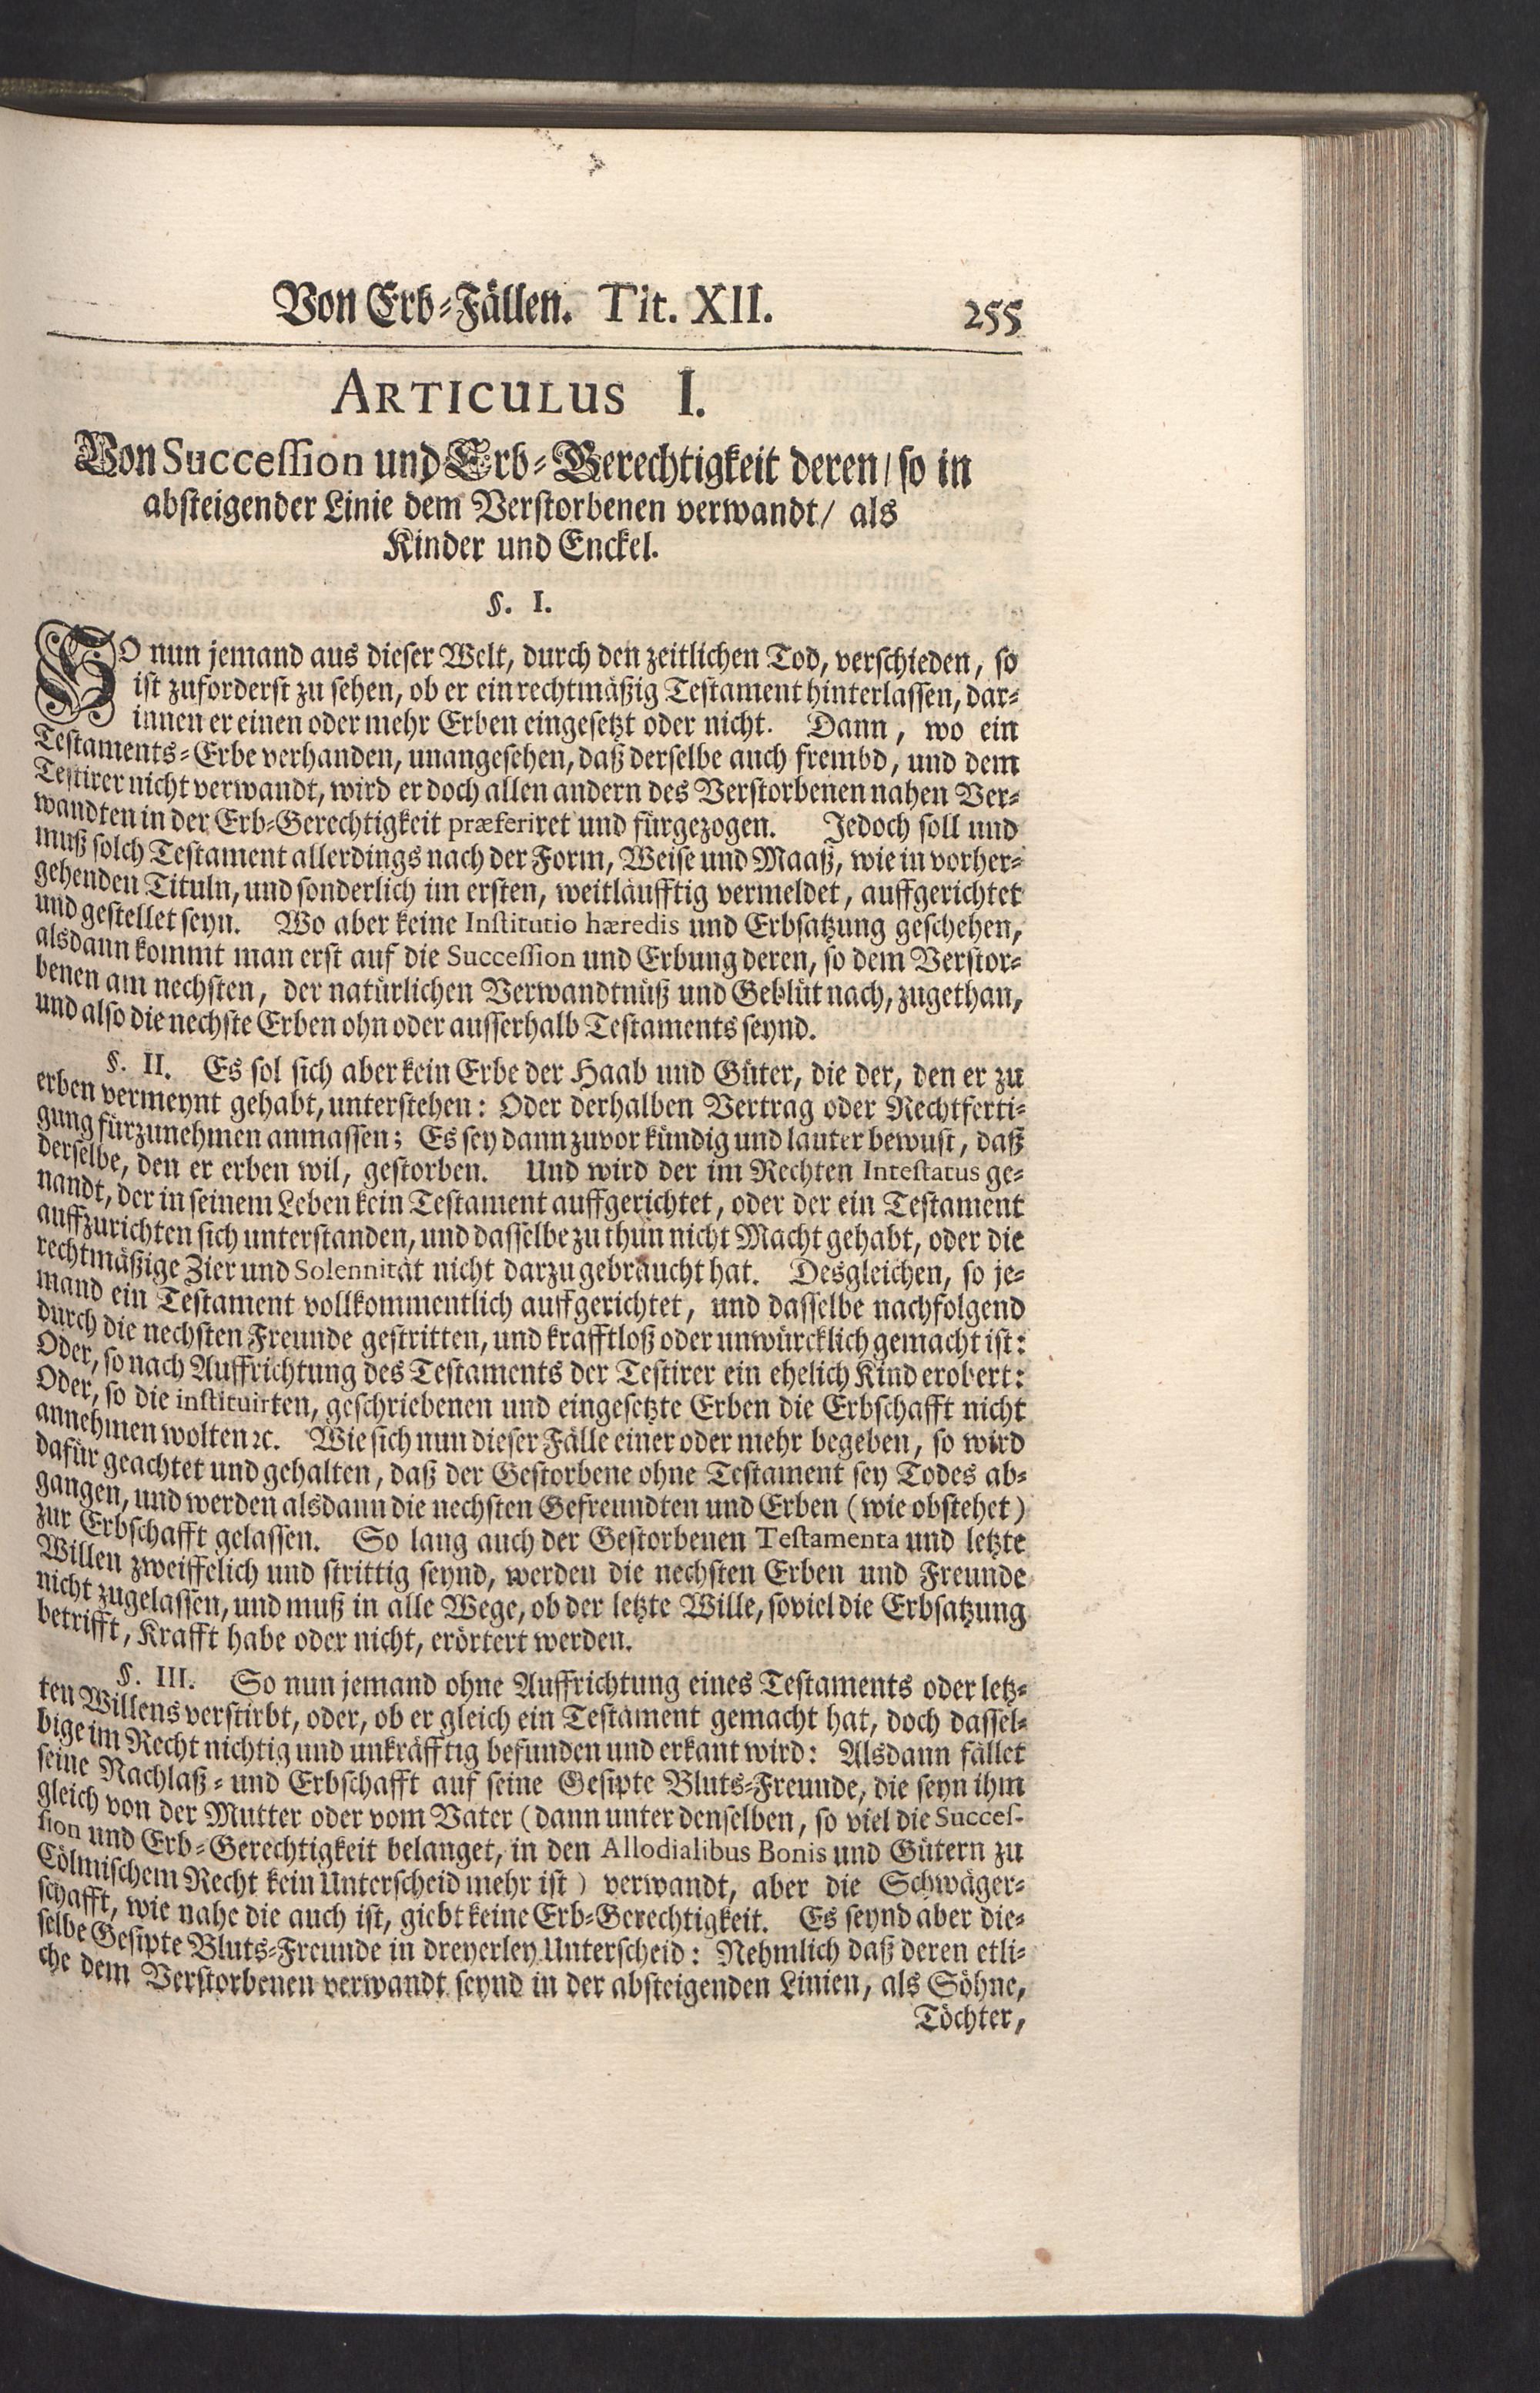 Von Erb-Fällen. Tit. XII. 255
ARTICULUS I.
Von Succession und Erb-Gerechtigkeit deren/ so in
absteigender Linie dem Verstorbenen verwandt/ als
Kinder und Enckel.
§. I.
SO nun jemand aus dieser Welt, durch den zeitlichen Tod, verschieden, so
ist zuforderst zu sehen, ob er ein rechtmäßig Testament hinterlassen, dar-
innen er einen oder mehr Erben eingesetzt oder nicht. Dann, wo ein
Testaments-Erbe verhanden, unangesehen, daß derselbe auch frembd, und dem
Testirer nicht verwandt, wird er doch allen andern des Verstorbenen nahen Ver-
wandten in der Erb-Gerechtigkeit præferiret und fürgezogen. Jedoch soll und
muß solch Testament allerdings nach der Form, Weise und Maaß, wie in vorher-
gehenden Tituln, und sonderlich im ersten, weitläufftig vermeldet, auffgerichtet
und gestellet seyn. Wo aber keine Institutio hæredis und Erbsatzung geschehen,
alsdann kommt man erst auf die Succession und Erbung deren, so dem Verstor-
benen am nechsten, der natürlichen Verwandtnüß und Geblüt nach, zugethan,
und also die nechste Erben ohn oder ausserhalb Testaments seynd.
§. II. Es sol sich aber kein Erbe der Haab und Güter, die der, den er zu
erben vermeynt gehabt, unterstehen: Oder derhalben Vertrag oder Rechtferti-
gung fürzunehmen anmassen; Es sey dann zuvor kündig und lauter bewust, daß
derselbe, den er erben wil, gestorben. Und wird der im Rechten Intestatus ge-
nandt, der in seinem Leben kein Testament auffgerichtet, oder der ein Testament
auffzurichten sich unterstanden, und dasselbe zu thun nicht Macht gehabt, oder die
rechtmäßige Zier und Solennität nicht darzu gebraucht hat. Desgleichen, so je-
mand ein Testament vollkommentlich auffgerichtet, und dasselbe nachfolgend
durch die nechsten Freunde gestritten, und krafftloß oder unwürcklich gemacht ist:
Oder, so nach Auffrichtung des Testaments der Testirer ein ehelich Kind erobert:
Oder, so die instituirten, geschriebenen und eingesetzte Erben die Erbschafft nicht
annehmen wolten ꝛc. Wie sich nun dieser Fälle einer oder mehr begeben, so wird
dafür geachtet und gehalten, daß der Gestorbene ohne Testament sey Todes ab-
gangen, und werden alsdann die nechsten Gefreundten und Erben (wie obstehet)
zur Erbschafft gelassen. So lang auch der Gestorbenen Testamenta und letzte
Willen zweiffelich und strittig seynd, werden die nechsten Erben und Freunde
nicht zugelassen, und muß in alle Wege, ob der letzte Wille, soviel die Erbsatzung
betrifft, Krafft habe oder nicht, erörtert werden.
§. III. So nun jemand ohne Auffrichtung eines Testaments oder letz-
ten Willens verstirbt, oder, ob er gleich ein Testament gemacht hat, doch dassel-
bige im Recht nichtig und unkräfftig befunden und erkant wird: Alsdann fället
seine Nachlaß- und Erbschafft auf seine Gesipte Bluts-Freunde, die seyn ihm
gleich von der Mutter oder vom Vater (dann unter denselben, so viel die Succes-
sion und Erb-Gerechtigkeit belanget, in den Allodialibus Bonis und Gütern zu
Cölmischem Recht kein Unterscheid mehr ist) verwandt, aber die Schwäger-
schafft, wie nahe die auch ist, giebt keine Erb-Gerechtigkeit. Es seynd aber die-
selbe Gesipte Bluts-Freunde in dreyerley Unterscheid: Nehmlich daß deren etli-
che dem Verstorbenen verwandt seynd in der absteigenden Linien, als Söhne,
Töchter,